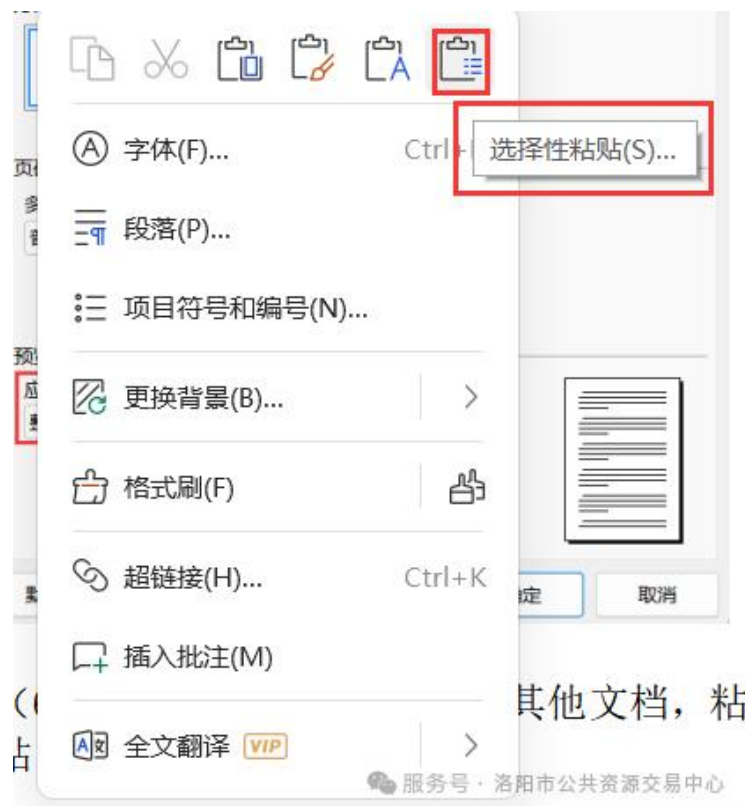 选择性粘贴(S)...
字体(F)...
Ctrl+
段落(P)...
项目符号和编号(N)...
更换背景(B)...
格式刷(F)
超链接(H)... Ctrl+K
取消
插入批注(M)
其他文档，粘
全文翻译 VIP
服务号 · 洛阳市公共资源交易中心